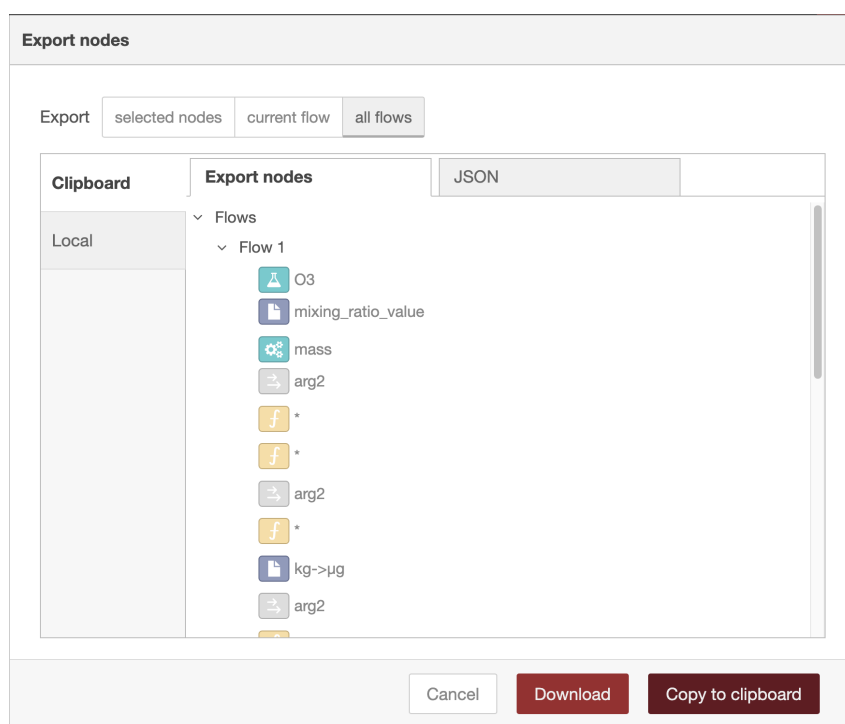 Export nodes
Export selected nodes current flow all flows
Clipboard
Local
Export nodes JSON
Flows
Flow 1
O3
mixing_ratio_value
mass
arg2
*
*
arg2
*
kg->µg
arg2
Cancel Download Copy to clipboard